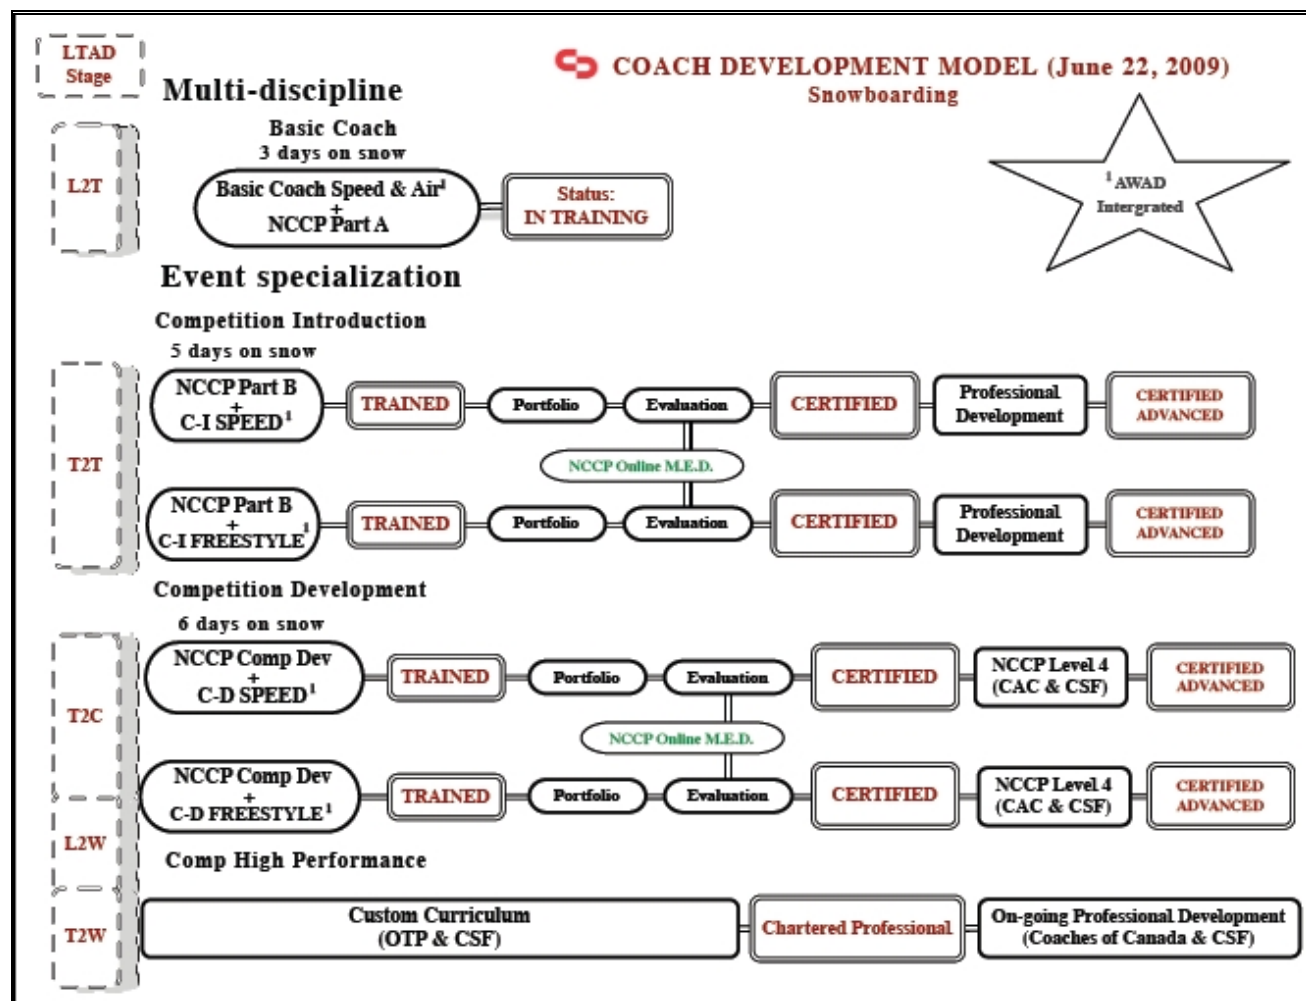 LTAD
Stage
COACH DEVELOPMENT MODEL (June 22, 2009)
Snowboarding
Multi-discipline
Basic Coach
3 days on snow
L2T
Basic Coach Speed & Air¹
+
NCCP Part A
Status:
IN TRAINING
¹ AWAD
Intergrated
Event specialization
Competition Introduction
5 days on snow
T2T
NCCP Part B
+
C-I SPEED¹
TRAINED
Portfolio
Evaluation
CERTIFIED
Professional
Development
CERTIFIED
ADVANCED
NCCP Online M.E.D.
NCCP Part B
+
C-I FREESTYLE¹
TRAINED
Portfolio
Evaluation
CERTIFIED
Professional
Development
CERTIFIED
ADVANCED
Competition Development
6 days on snow
T2C
NCCP Comp Dev
+
C-D SPEED¹
TRAINED
Portfolio
Evaluation
CERTIFIED
NCCP Level 4
(CAC & CSF)
CERTIFIED
ADVANCED
NCCP Online M.E.D.
NCCP Comp Dev
+
C-D FREESTYLE¹
TRAINED
Portfolio
Evaluation
CERTIFIED
NCCP Level 4
(CAC & CSF)
CERTIFIED
ADVANCED
L2W
Comp High Performance
T2W
Custom Curriculum
(OTP & CSF)
Chartered Professional
On-going Professional Development
(Coaches of Canada & CSF)